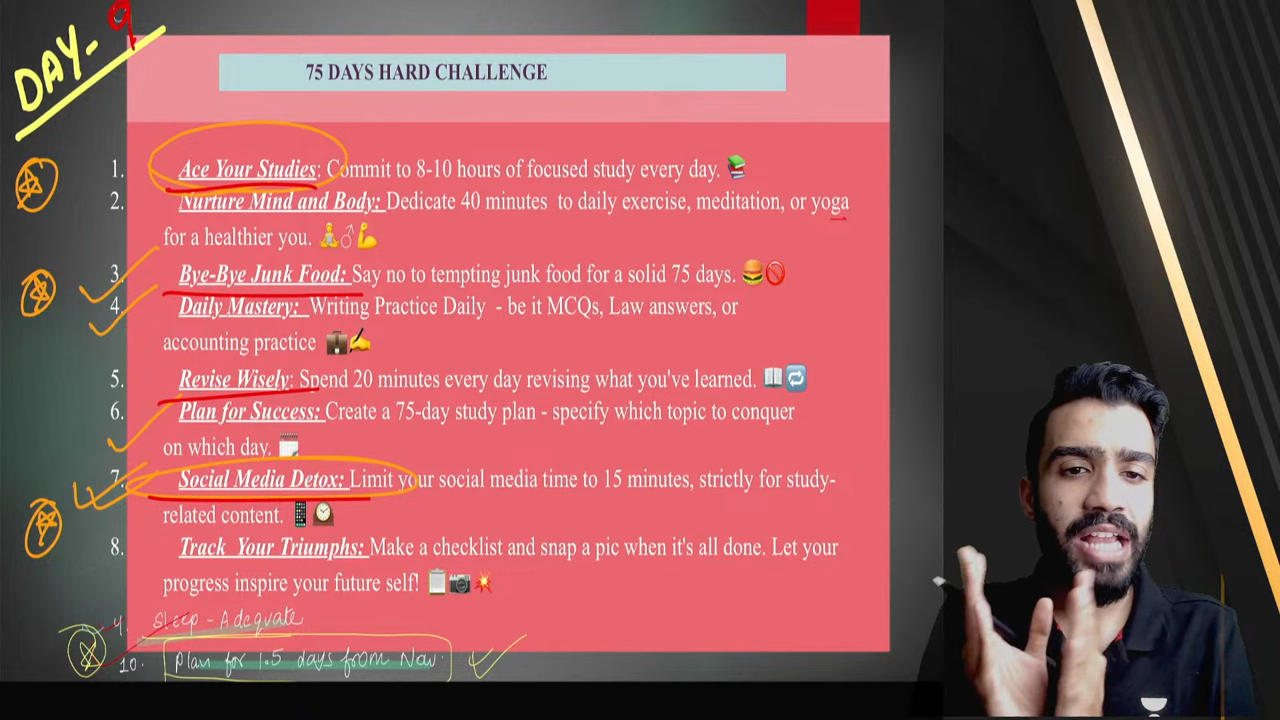 DAY-9
75 DAYS HARD CHALLENGE
1. Ace Your Studies: Commit to 8-10 hours of focused study every day.
2. Nurture Mind and Body: Dedicate 40 minutes to daily exercise, meditation, or yoga
for a healthier you.
3. Bye-Bye Junk Food: Say no to tempting junk food for a solid 75 days.
4. Daily Mastery: Writing Practice Daily - be it MCQs, Law answers, or
accounting practice
5. Revise Wisely: Spend 20 minutes every day revising what you've learned.
6. Plan for Success: Create a 75-day study plan - specify which topic to conquer
on which day.
7. Social Media Detox: Limit your social media time to 15 minutes, strictly for study-
related content.
8. Track Your Triumphs: Make a checklist and snap a pic when it's all done. Let your
progress inspire your future self!
Sleep - Adequate
10. Plan for 1.5 days from Now.